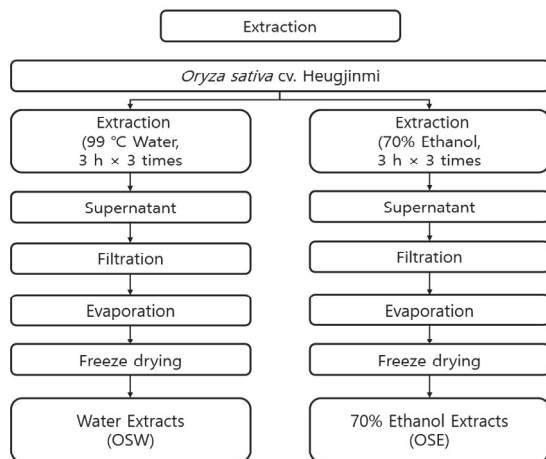 Extraction
Oryza sativa cv. Heugjinmi
Extraction
(99 ℃ Water,
3 h × 3 times
Supernatant
Filtration
Evaporation
Freeze drying
Water Extracts
(OSW)
Extraction
(70% Ethanol,
3 h × 3 times
Supernatant
Filtration
Evaporation
Freeze drying
70% Ethanol Extracts
(OSE)